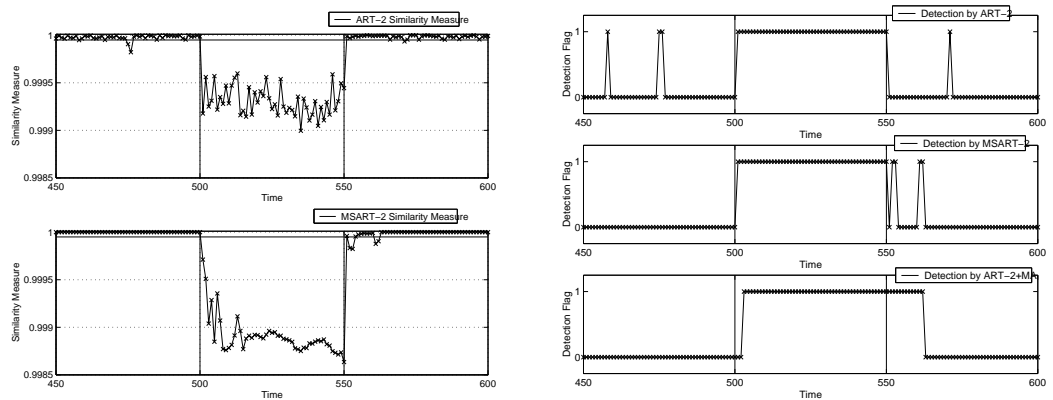 ART−2 Similarity Measure
1
0.9995
0.999
0.9985
Similarity Measure
450 500 550 600
Time
MSART−2 Similarity Measure
1
0.9995
0.999
0.9985
Similarity Measure
450 500 550 600
Time
Detection by ART−2
1
0
Detection Flag
450 500 550 600
Time
Detection by MSART−2
1
0
Detection Flag
450 500 550 600
Time
Detection by ART−2+MA
1
0
Detection Flag
450 500 550 600
Time